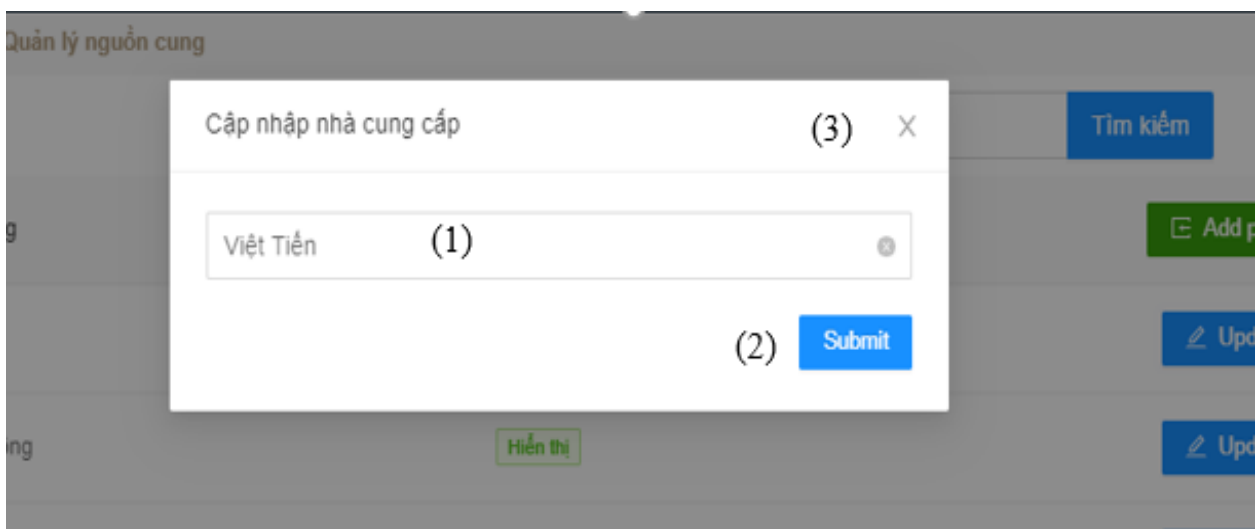 Quản lý nguồn cung
Cập nhập nhà cung cấp
(3)
Tìm kiếm
Việt Tiến
(1)
Add
(2)
Submit
Hiển thị